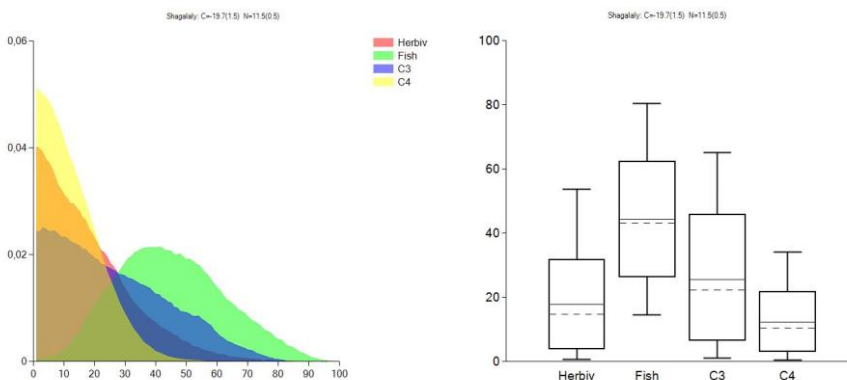 Shagalaly: C=-19.7(1.5) N=11.5(0.5)
0,06
0,04
0,02
0
0 10 20 30 40 50 60 70 80 90 100
Herbiv
Fish
C3
C4
Shagalaly: C=-19.7(1.5) N=11.5(0.5)
100
80
60
40
20
0
Herbiv Fish C3 C4